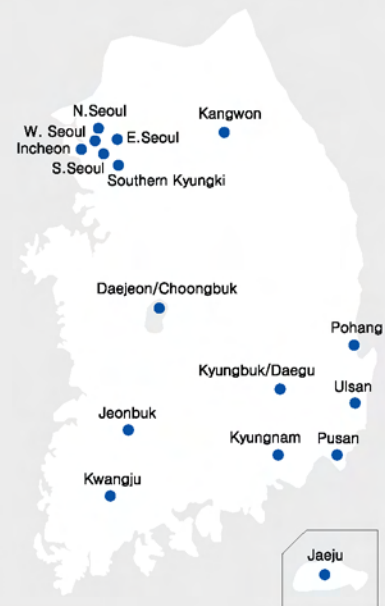 N.Seoul
Kangwon
W. Seoul
E.Seoul
Incheon
S.Seoul
Southern Kyungki
Daejeon/Choongbuk
Pohang
Kyungbuk/Daegu
Ulsan
Jeonbuk
Kyungnam
Pusan
Kwangju
Jaeju